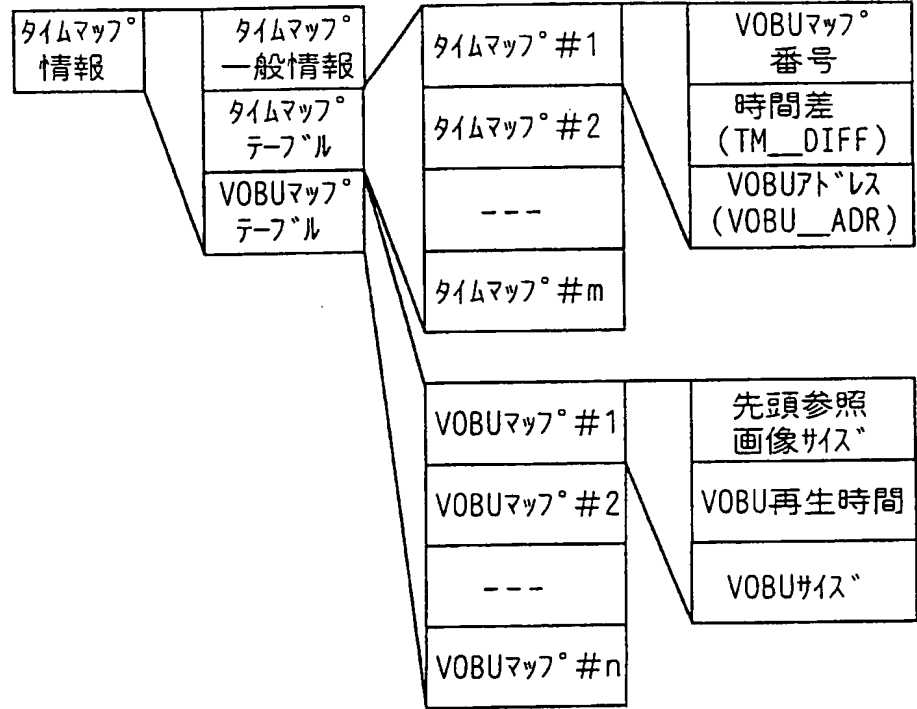 タイムマップ
情報
タイムマップ
一般情報
タイムマップ
テーブル
VOBUマップ
テーブル
タイムマップ#1
タイムマップ#2
---
タイムマップ#m
VOBUマップ
番号
時間差
(TM__DIFF)
VOBUアドレス
(VOBU__ADR)
VOBUマップ#1
VOBUマップ#2
---
VOBUマップ#n
先頭参照
画像サイズ
VOBU再生時間
VOBUサイズ